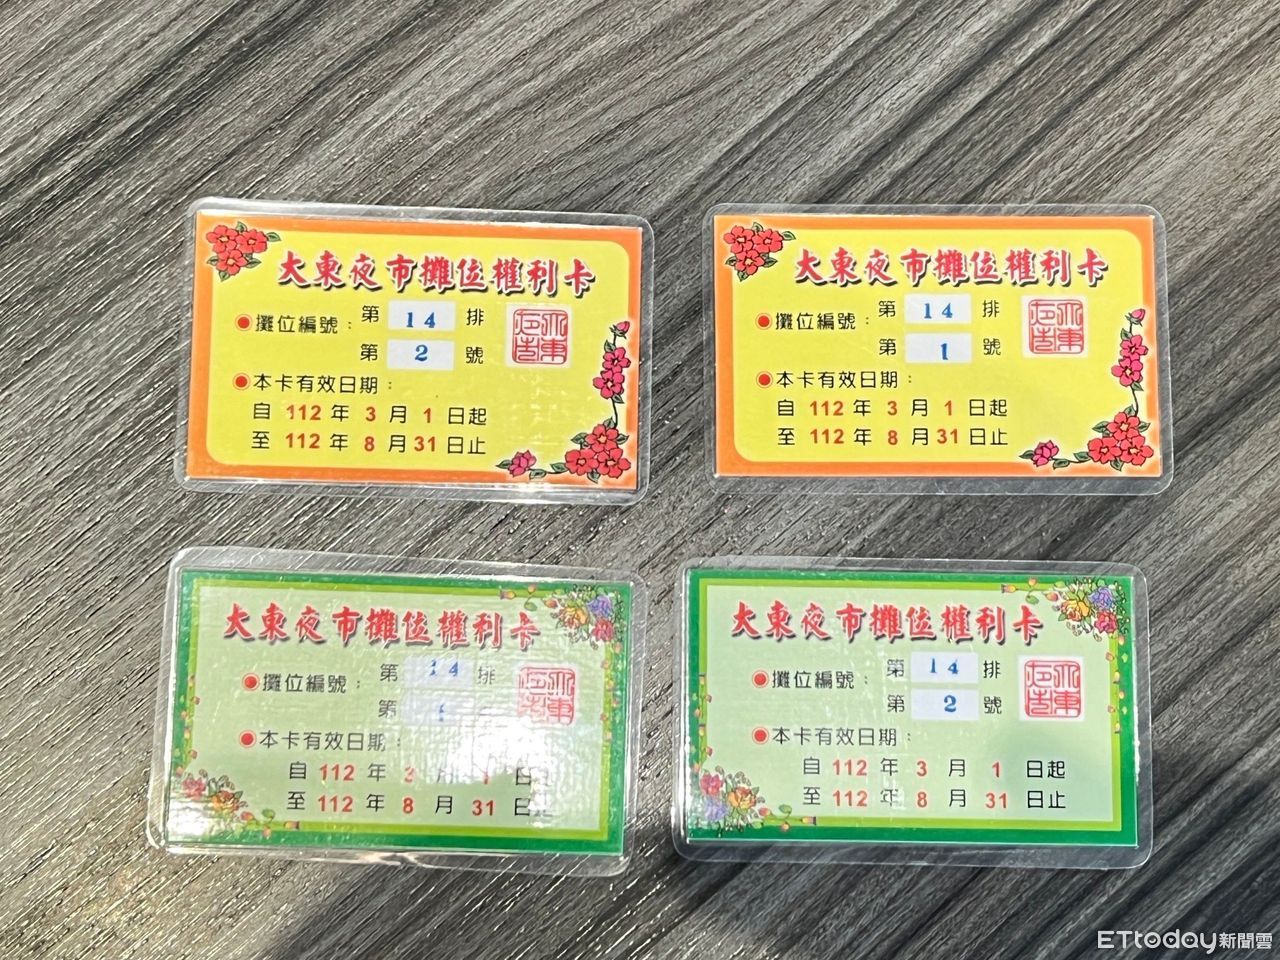 大東夜市攤位權利卡
攤位編號：第 14 排
第 2 號
本卡有效日期：
自 112 年 3 月 1 日起
至 112 年 8 月 31 日止
大東夜市攤位權利卡
攤位編號：第 14 排
第 1 號
本卡有效日期：
自 112 年 3 月 1 日起
至 112 年 8 月 31 日止
大東夜市攤位權利卡
攤位編號：第 14 排
第 1
本卡有效日期：
自 112 年 3 月 1 日
至 112 年 8 月 31 日止
大東夜市攤位權利卡
攤位編號：第 14 排
第 2 號
本卡有效日期：
自 112 年 3 月 1 日起
至 112 年 8 月 31 日止
ETtoday新聞雲